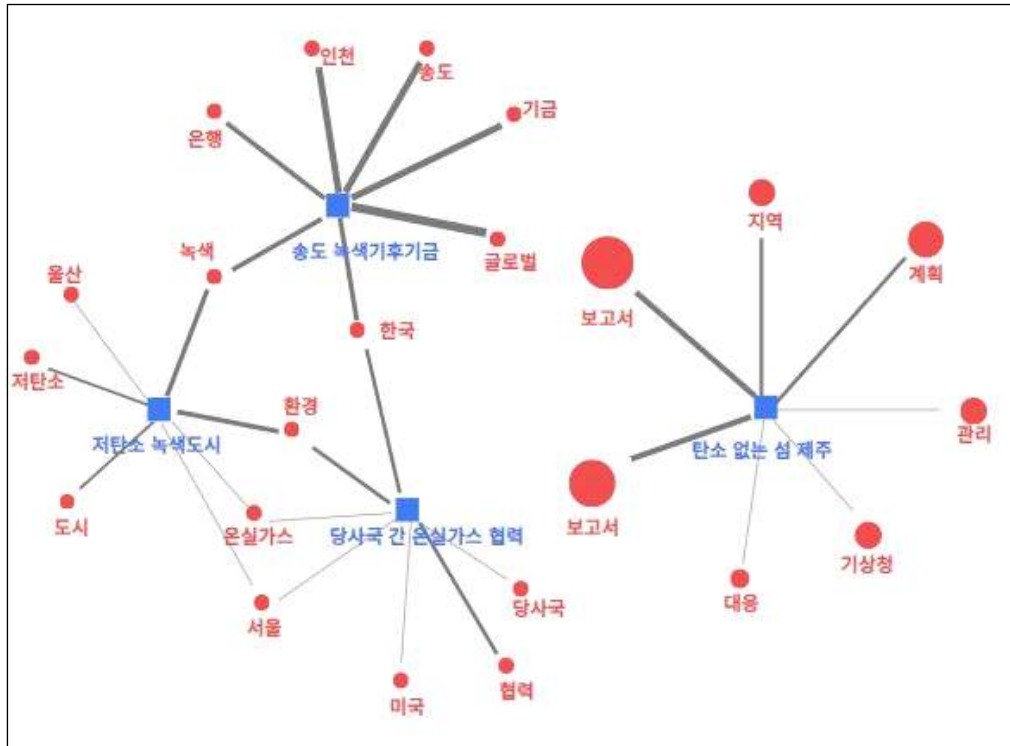 인천
송도
기금
은행
지역
녹색
송도 녹색기후기금
글로벌
계획
울산
보고서
한국
저탄소
환경
관리
저탄소 녹색도시
탄소 없는 섬 제주
도시
온실가스
당사국 간 온실가스 협력
보고서
기상청
당사국
대응
서울
협력
미국